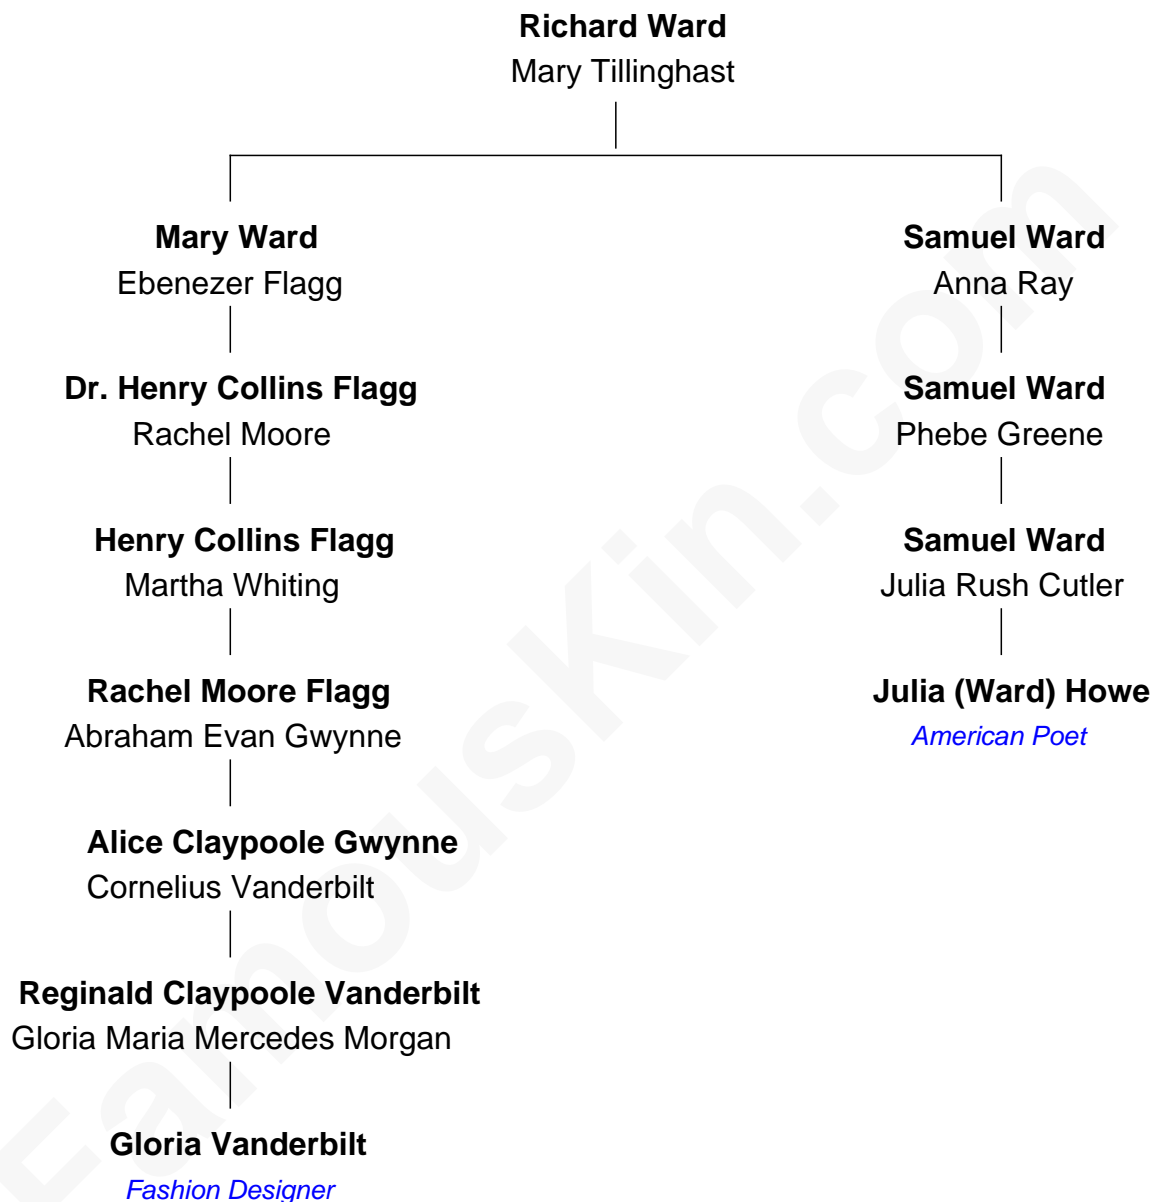 Richard Ward
Mary Tillinghast
Mary Ward
Ebenezer Flagg
Dr. Henry Collins Flagg
Rachel Moore
Henry Collins Flagg
Martha Whiting
Rachel Moore Flagg
Abraham Evan Gwynne
Alice Claypoole Gwynne
Cornelius Vanderbilt
Reginald Claypoole Vanderbilt
Gloria Maria Mercedes Morgan
Gloria Vanderbilt
Fashion Designer
Samuel Ward
Anna Ray
Samuel Ward
Phebe Greene
Samuel Ward
Julia Rush Cutler
Julia (Ward) Howe
American Poet
FamousKin.com